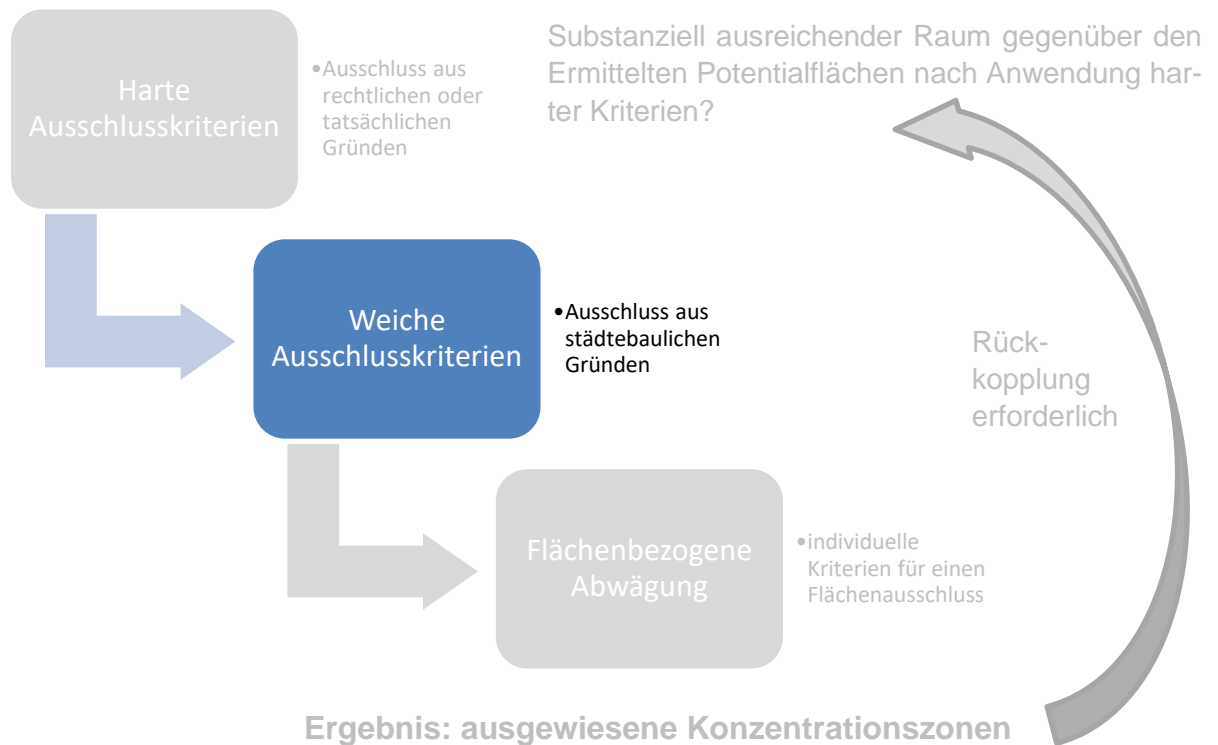 Harte
Ausschlusskriterien
•Ausschluss aus
rechtlichen oder
tatsächlichen
Gründen
Substanziell ausreichender Raum gegenüber den
Ermittelten Potentialflächen nach Anwendung har-
ter Kriterien?
Weiche
Ausschlusskriterien
•Ausschluss aus
städtebaulichen
Gründen
Rück-
kopplung
erforderlich
Flächenbezogene
Abwägung
•individuelle
Kriterien für einen
Flächenausschluss
Ergebnis: ausgewiesene Konzentrationszonen